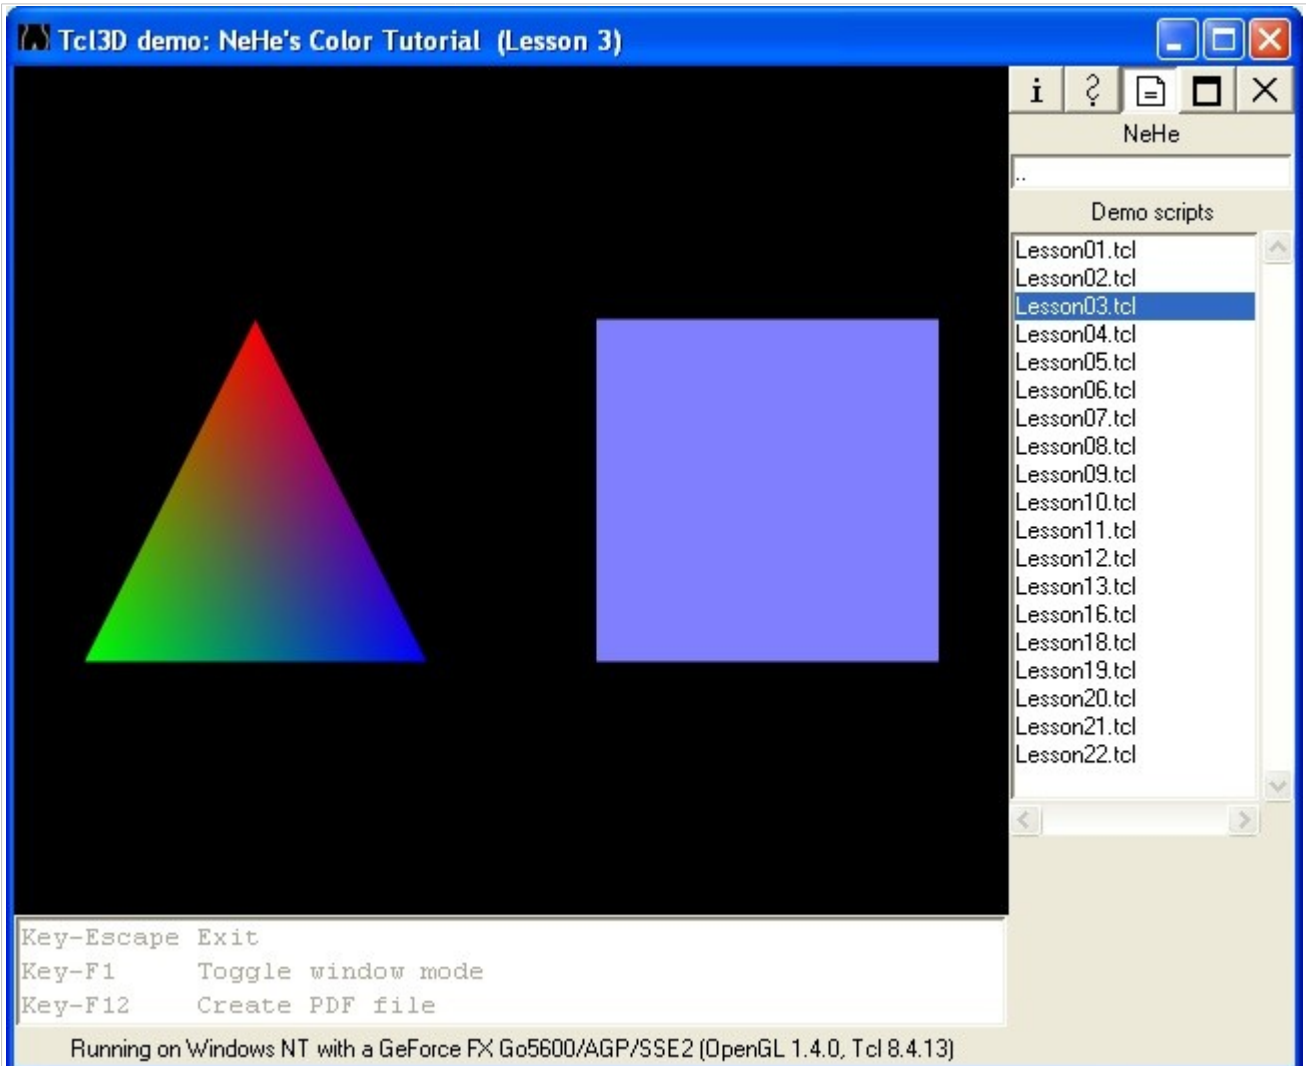 Tcl3D demo: NeHe's Color Tutorial (Lesson 3)
i ?
NeHe
..
Demo scripts
Lesson01.tcl
Lesson02.tcl
Lesson03.tcl
Lesson04.tcl
Lesson05.tcl
Lesson06.tcl
Lesson07.tcl
Lesson08.tcl
Lesson09.tcl
Lesson10.tcl
Lesson11.tcl
Lesson12.tcl
Lesson13.tcl
Lesson16.tcl
Lesson18.tcl
Lesson19.tcl
Lesson20.tcl
Lesson21.tcl
Lesson22.tcl
Key-Escape Exit
Key-F1 Toggle window mode
Key-F12 Create PDF file
Running on Windows NT with a GeForce FX Go5600/AGP/SSE2 (OpenGL 1.4.0, Tcl 8.4.13)